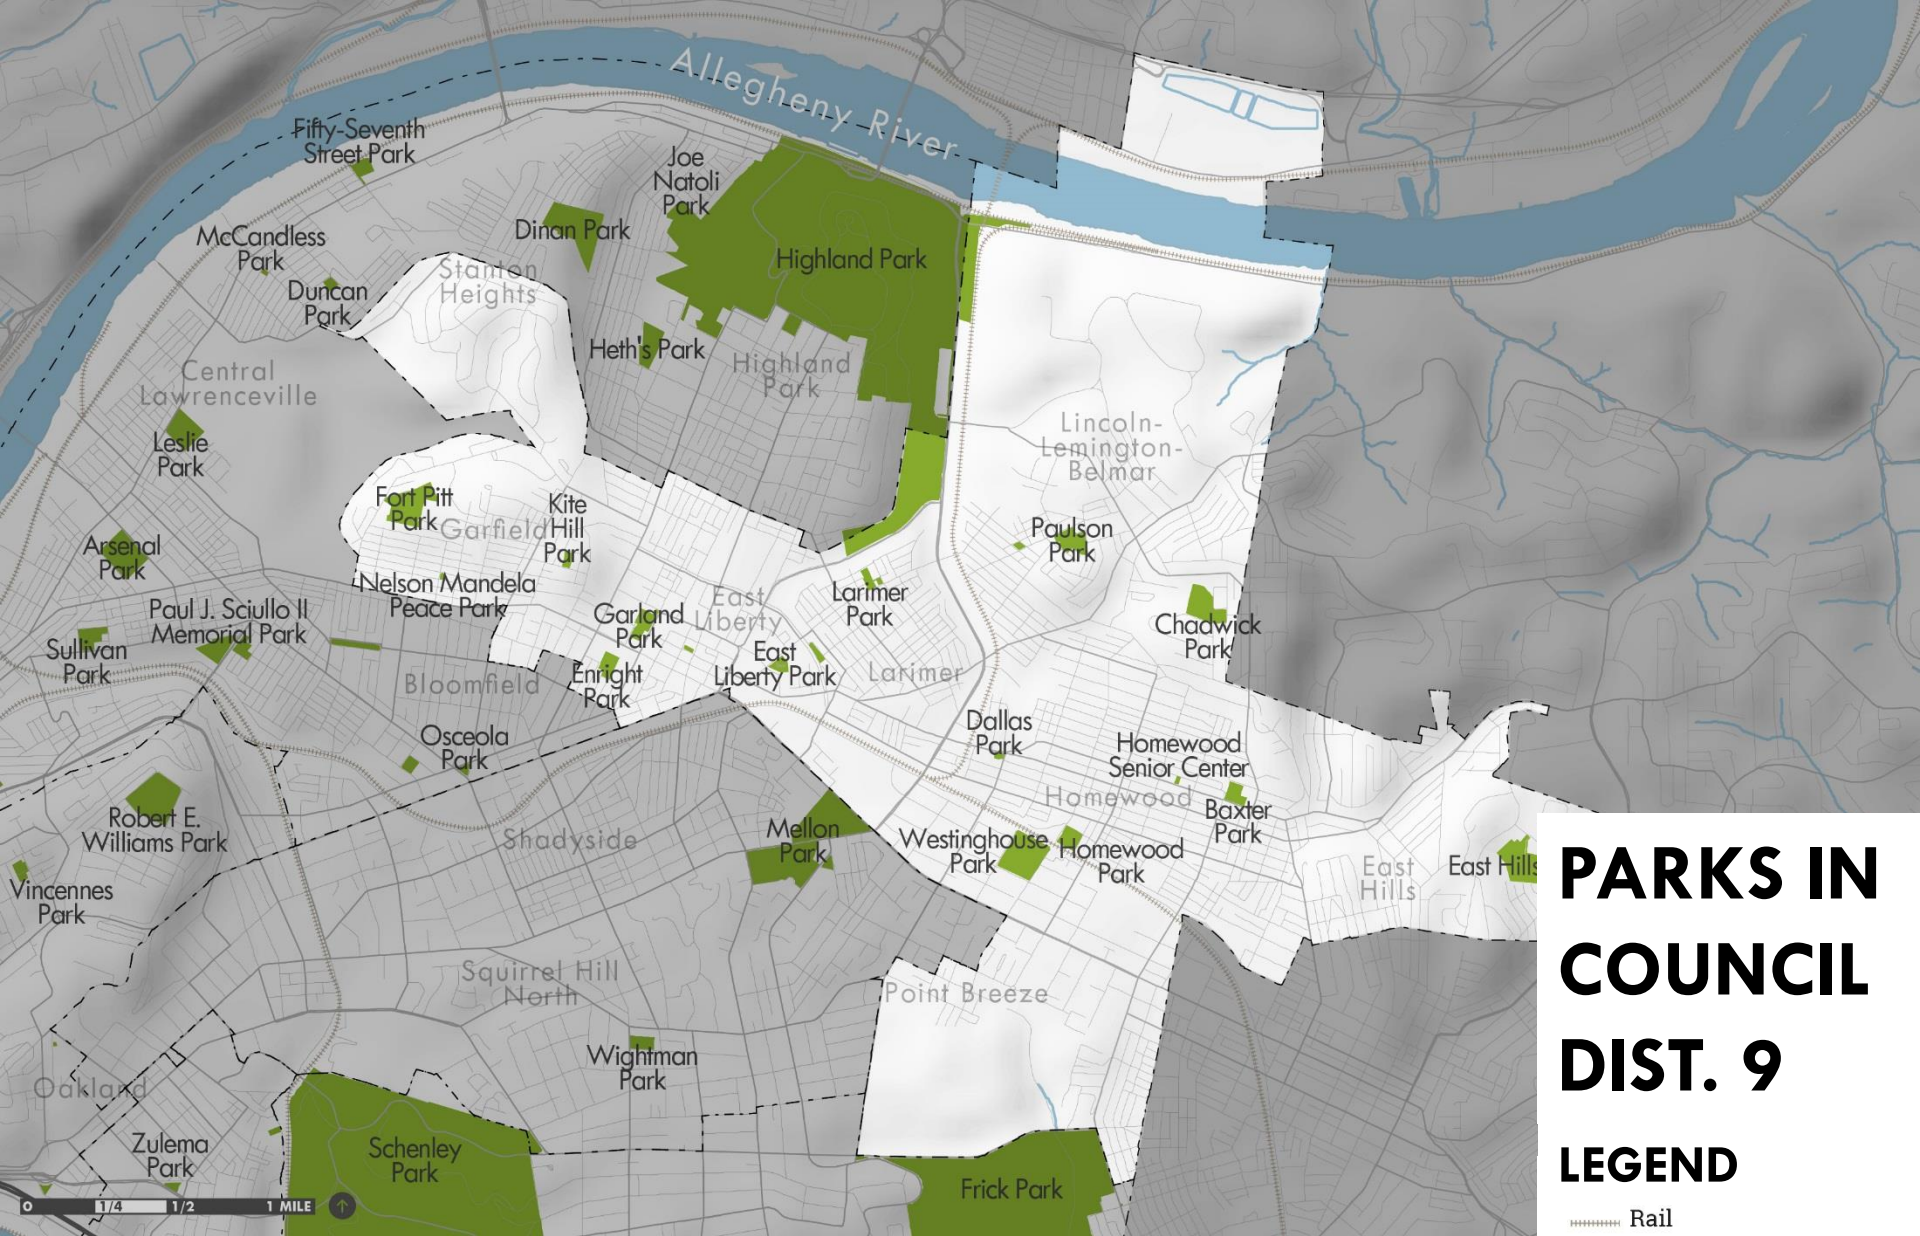 Allegheny River
Fifty-Seventh
Street Park
Joe
Natoli
Park
McCandless
Park
Dinan Park
Highland Park
Stanton
Heights
Duncan
Park
Heth's Park
Highland
Park
Central
Lawrenceville
Leslie
Park
Lincoln-
Lemington-
Belmar
Fort Pitt
Park
Garfield
Kite
Hill
Park
Paulson
Park
Arsenal
Park
Nelson Mandela
Peace Park
East
Liberty
Larimer
Park
Paul J. Sciullo II
Memorial Park
Garland
Park
Chadwick
Park
Sullivan
Park
East
Liberty Park
Larimer
Bloomfield
Enright
Park
Osceola
Park
Dallas
Park
Homewood
Senior Center
Homewood
Baxter
Park
Robert E.
Williams Park
Shadyside
Mellon
Park
Westinghouse
Park
Homewood
Park
East
Hills
East Hills
Vincennes
Park
Squirrel Hill
North
Point Breeze
Wightman
Park
Oakland
Zulema
Park
Schenley
Park
Frick Park
0 1/4 1/2 1 MILE
PARKS IN
COUNCIL
DIST. 9
LEGEND
Rail